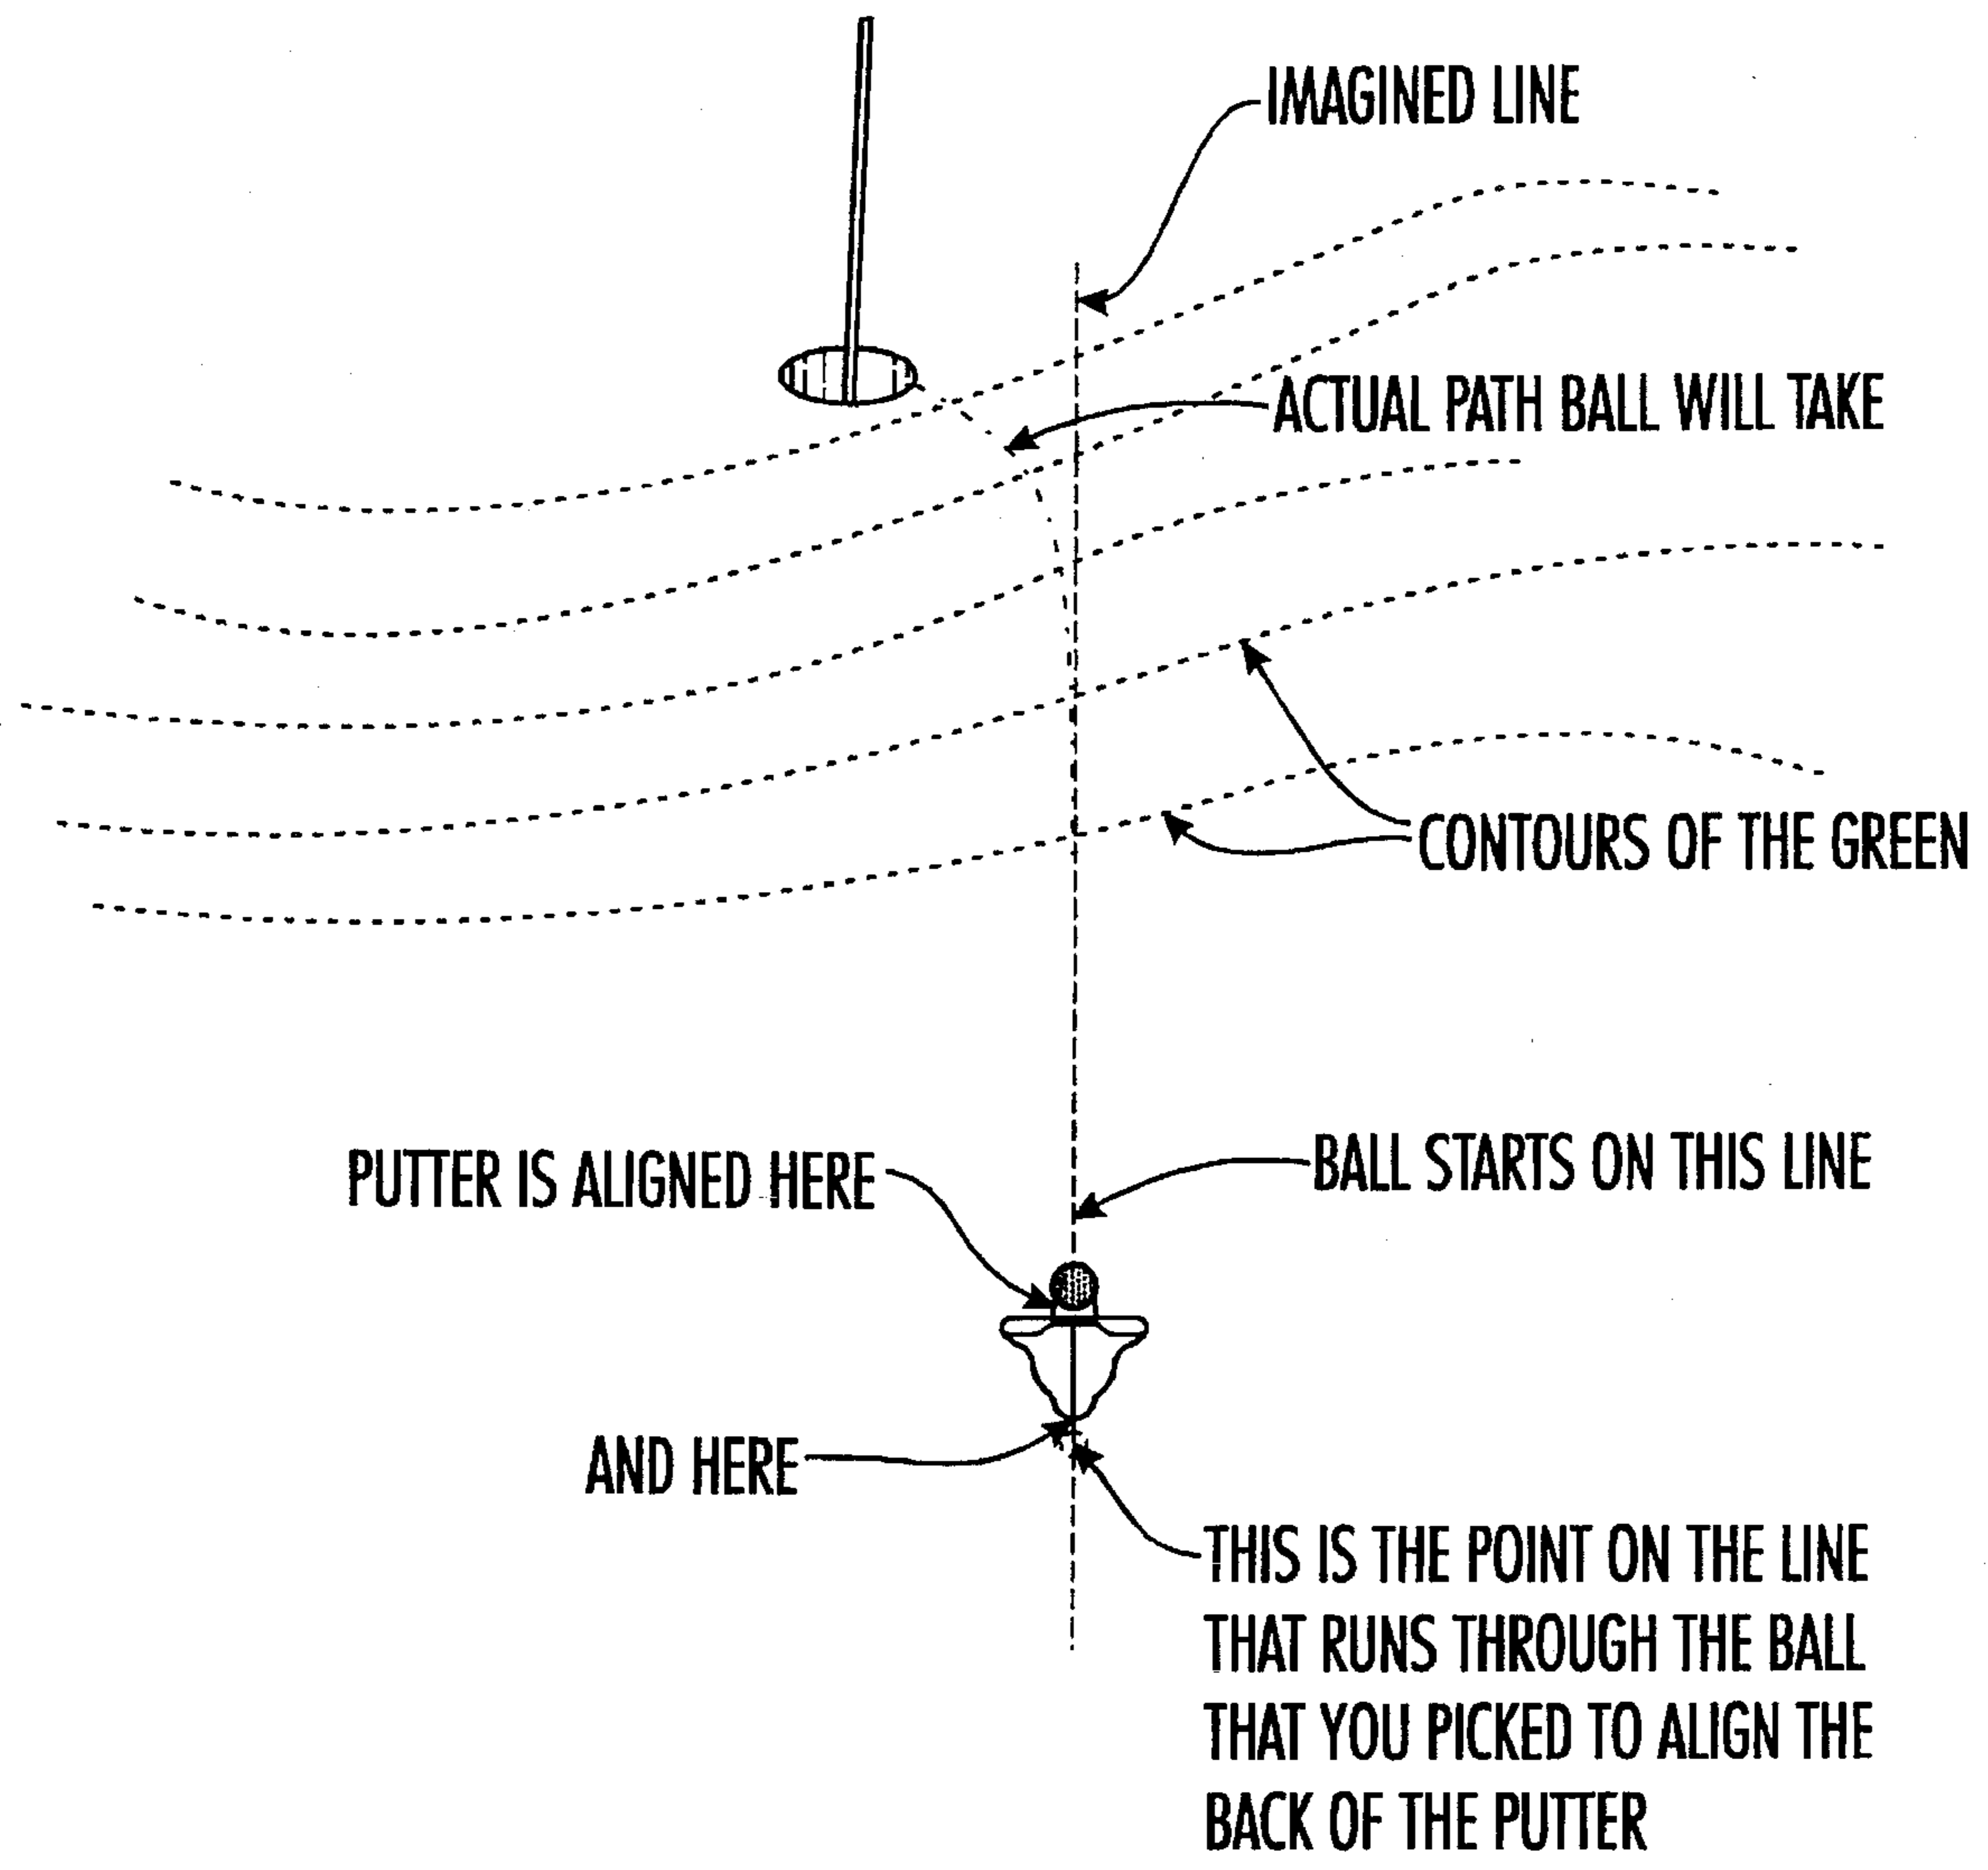 IMAGINED LINE
ACTUAL PATH BALL WILL TAKE
CONTOURS OF THE GREEN
PUTTER IS ALIGNED HERE
BALL STARTS ON THIS LINE
AND HERE
THIS IS THE POINT ON THE LINE
THAT RUNS THROUGH THE BALL
THAT YOU PICKED TO ALIGN THE
BACK OF THE PUTTER